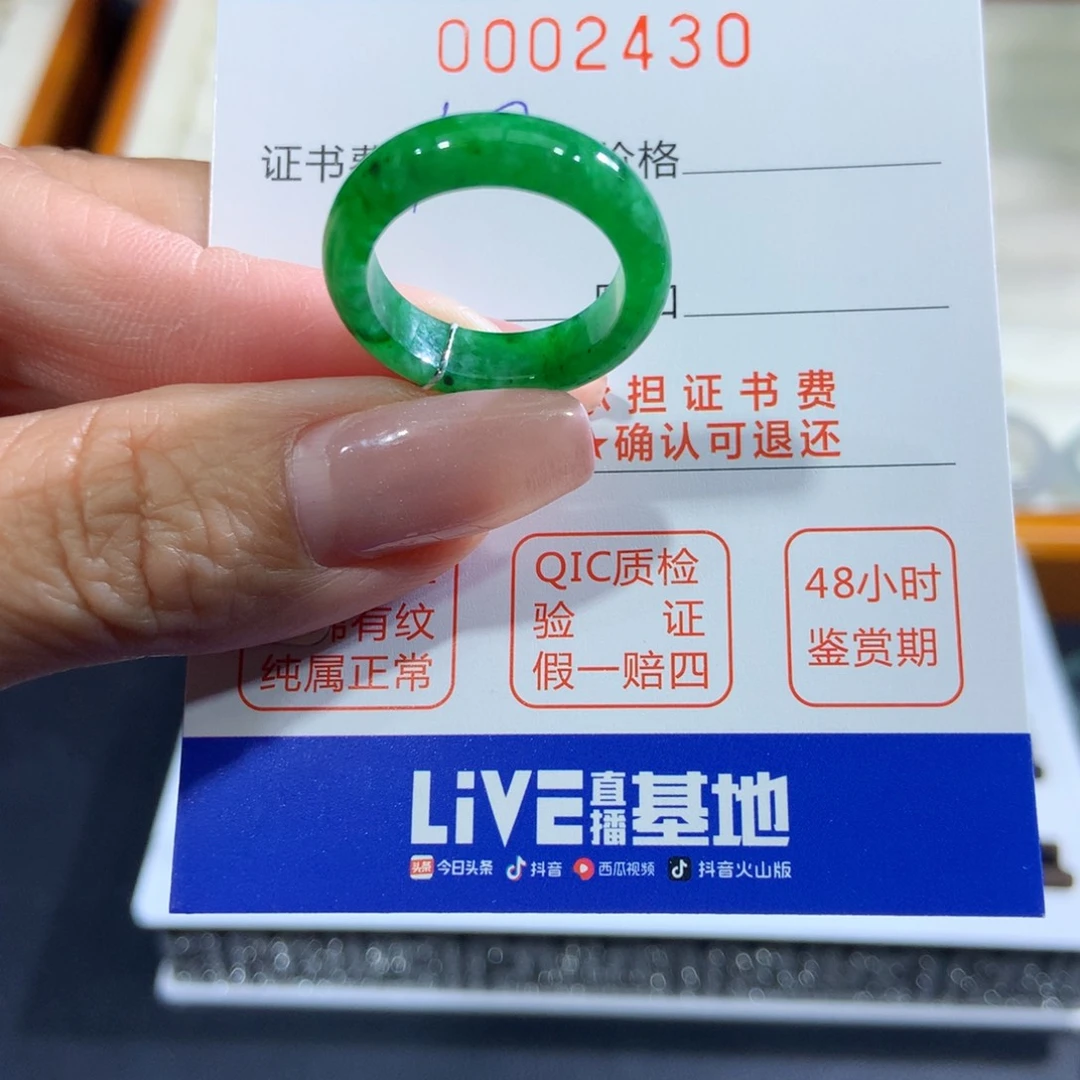 0002430
证书费
价格
担证书费
★确认可退还
有纹
纯属正常
QIC质检
验 证
假一赔四
48小时
鉴赏期
LiVE直播基地
头条 今日头条 抖音 西瓜视频 抖音火山版